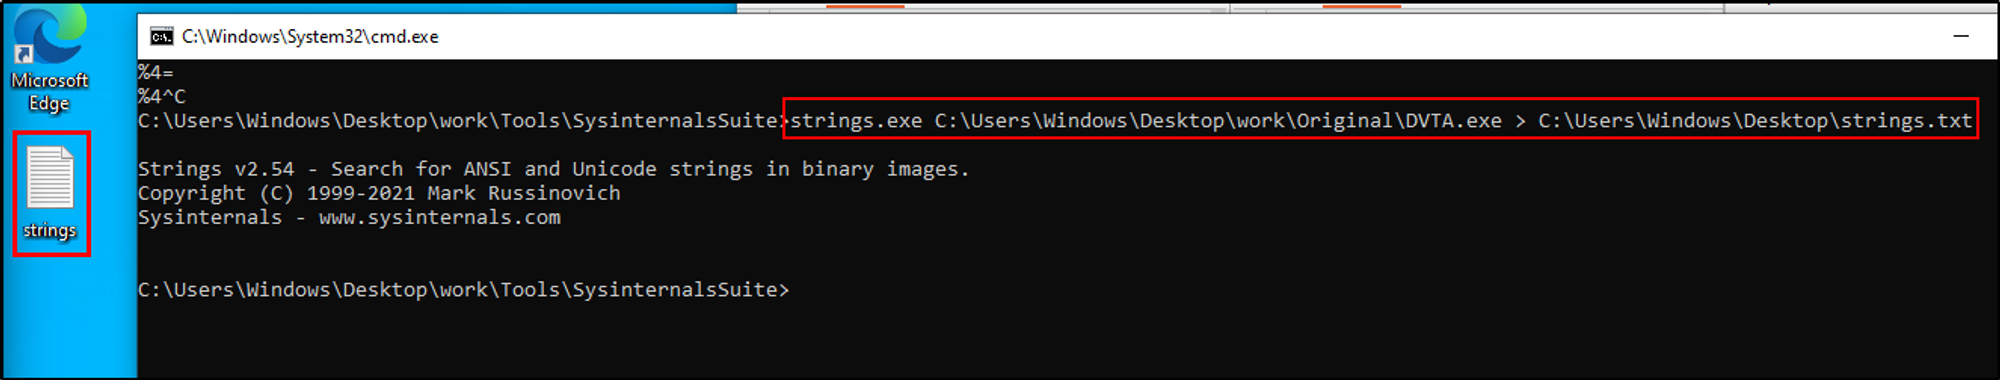 Microsoft
Edge
strings
C:\Windows\System32\cmd.exe
%4=
%4^C
C:\Users\Windows\Desktop\work\Tools\SysinternalsSuite>strings.exe C:\Users\Windows\Desktop\work\Original\DVTA.exe > C:\Users\Windows\Desktop\strings.txt
Strings v2.54 - Search for ANSI and Unicode strings in binary images.
Copyright (C) 1999-2021 Mark Russinovich
Sysinternals - www.sysinternals.com
C:\Users\Windows\Desktop\work\Tools\SysinternalsSuite>